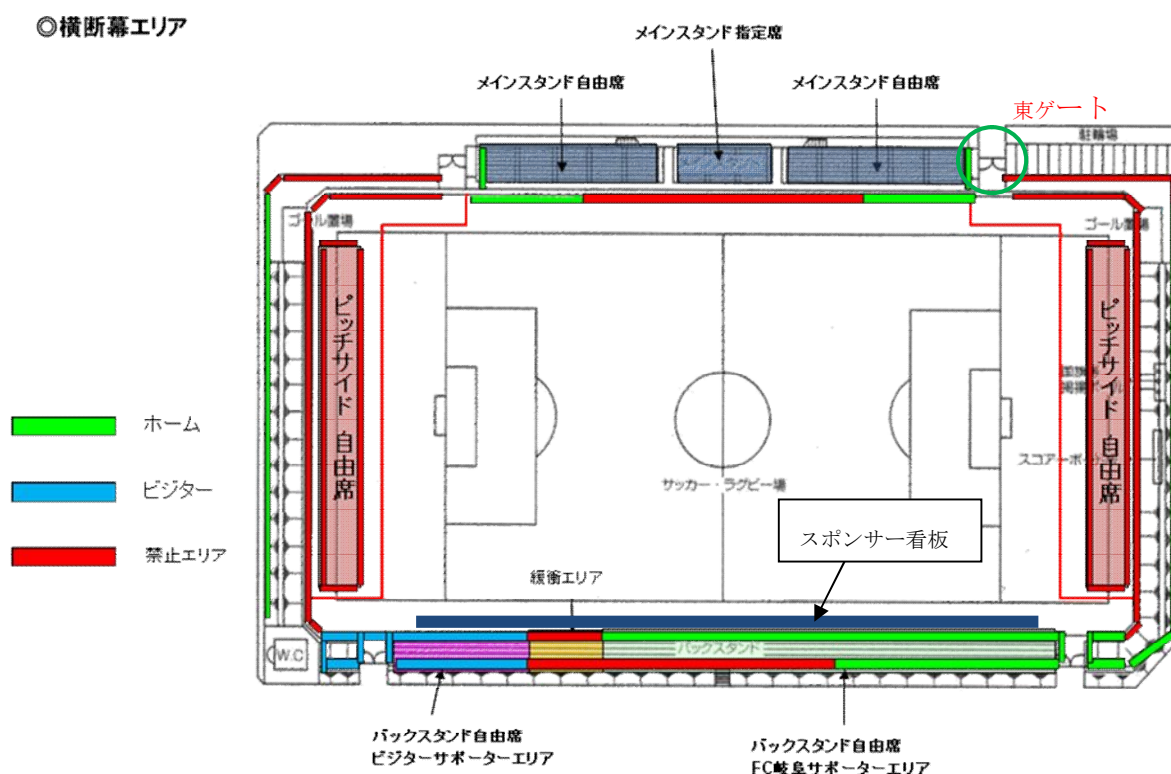 ◎横断幕エリア
メインスタンド指定席
メインスタンド自由席
メインスタンド自由席
東ゲート
駐輪場
ゴール置場
ゴール置場
ピッチサイド 自由席
ピッチサイド 自由席
ホーム
ビジター
禁止エリア
サッカー・ラグビー場
スポンサー看板
緩衝エリア
W.C
バックスタンド
バックスタンド自由席
ビジターサポーターエリア
バックスタンド自由席
FC岐阜サポーターエリア